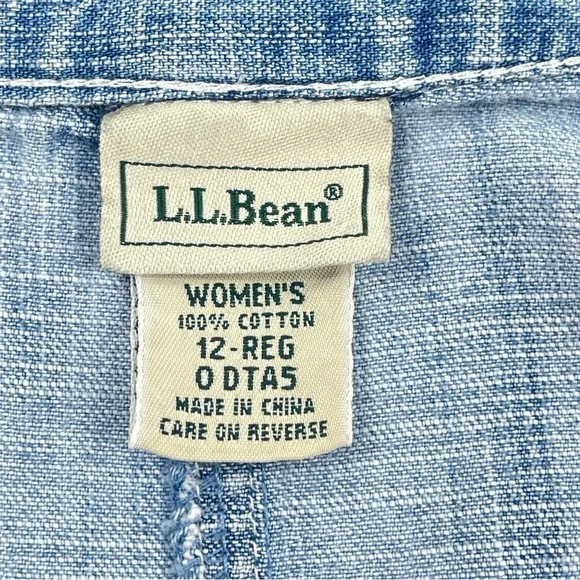 L.L.Bean®
WOMEN'S
100% COTTON
12-REG
0 DTA5
MADE IN CHINA
CARE ON REVERSE